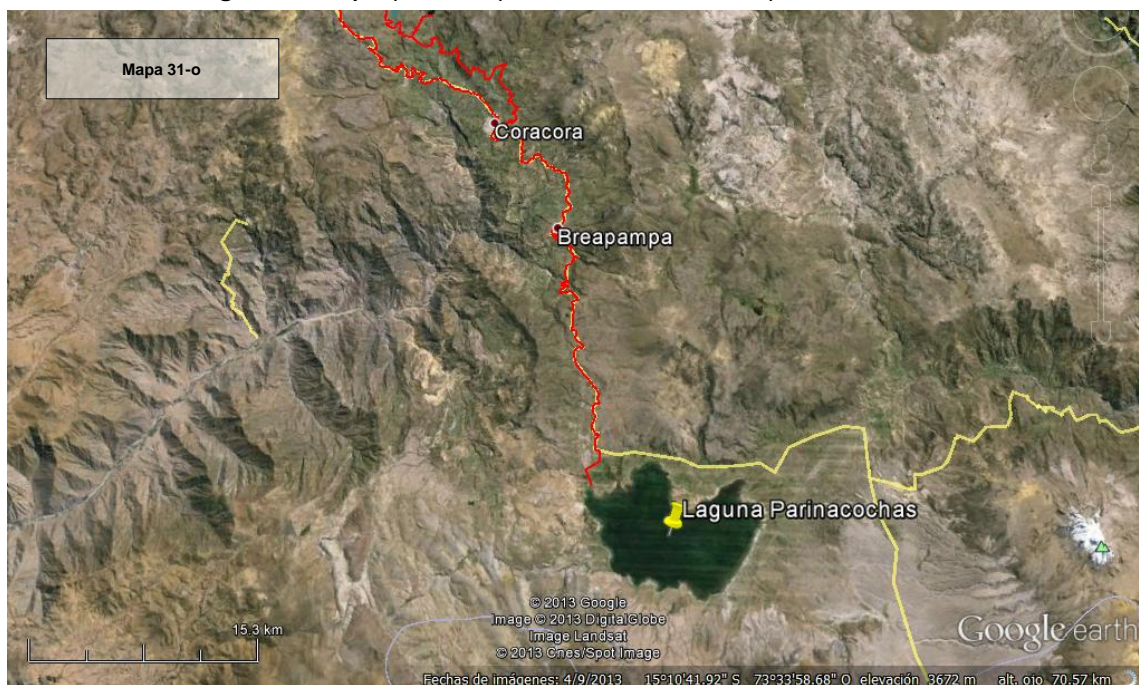 Mapa 31-o
Coracora
Breapampa
Laguna Parinacochas
© 2013 Google
Image © 2013 DigitalGlobe
Image Landsat
© 2013 Cnes/Spot Image
15.3 km
Google earth
Fechas de imágenes: 4/9/2013 15°10'41.92" S 73°33'58.68" O elevación 3672 m alt. ojo 70.57 km